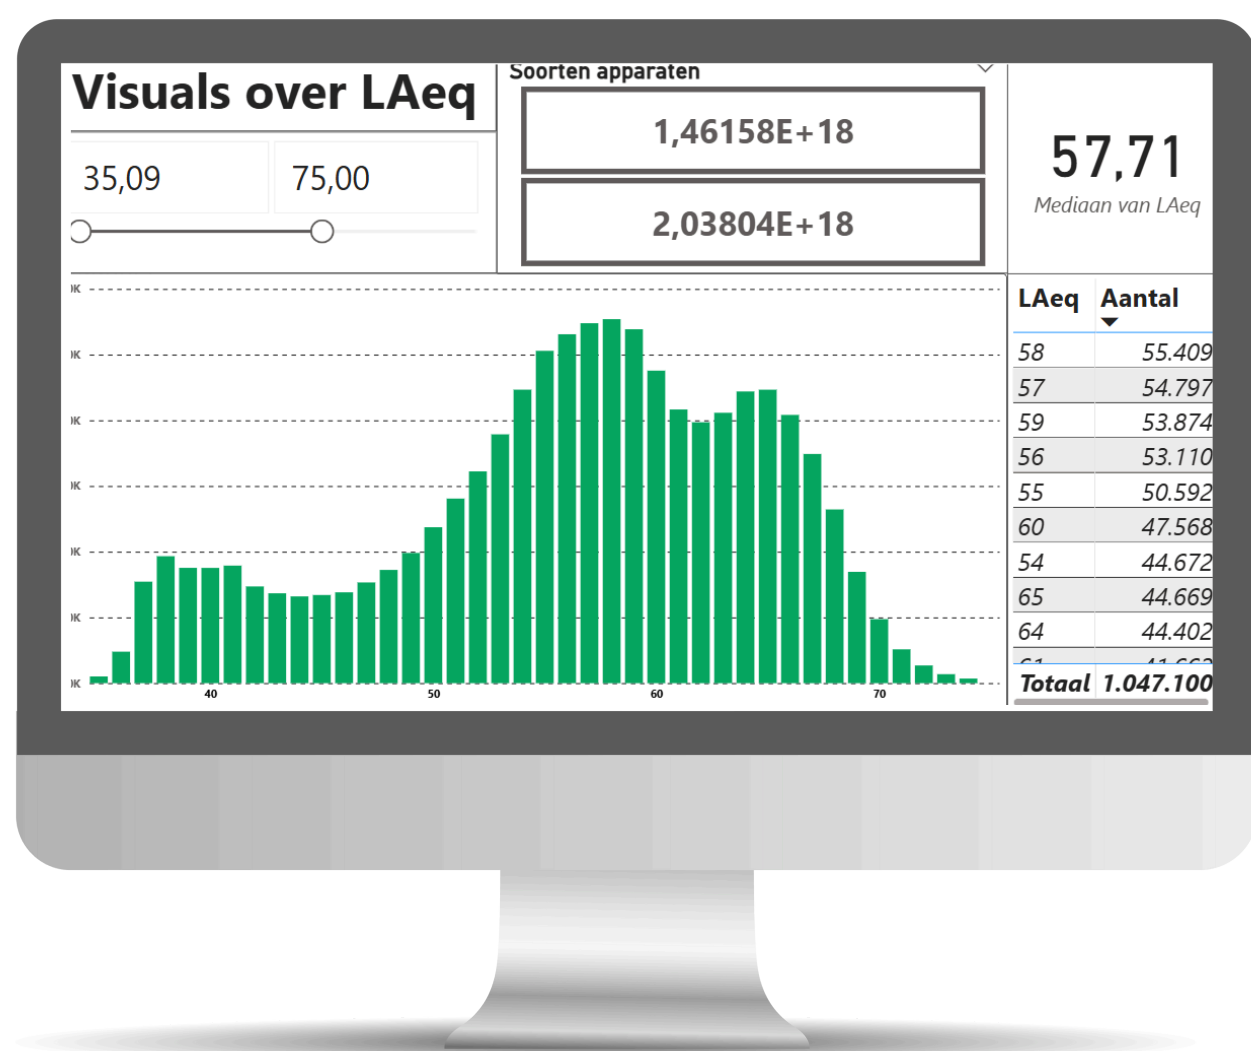 Visuals over LAeq
35,09 75,00
Soorten apparaten
1,46158E+18
2,03804E+18
57,71
Mediaan van LAeq
K
K
K
K
K
K
K
40 50 60 70
LAeq Aantal
58 55.409
57 54.797
59 53.874
56 53.110
55 50.592
60 47.568
54 44.672
65 44.669
64 44.402
Totaal 1.047.100